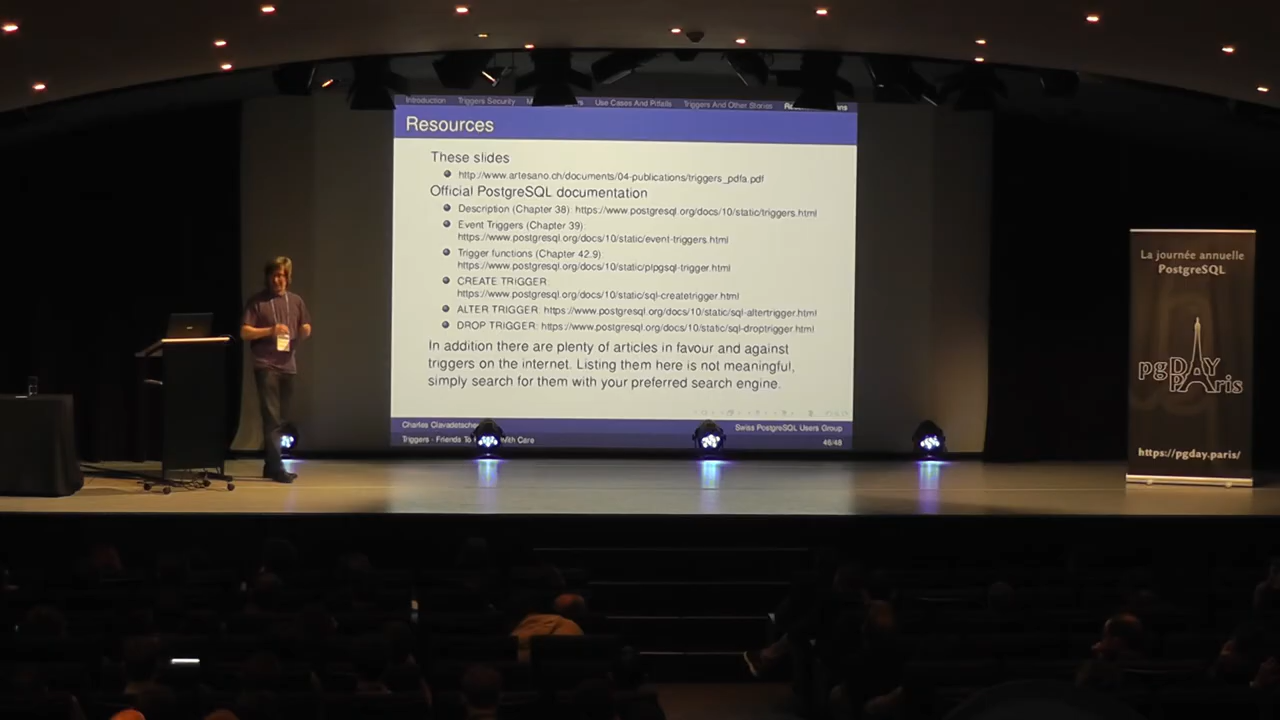 Introduction Triggers Security Use Cases And Pitfalls Triggers And Other Stories
Resources
These slides
http://www.artesano.ch/documents/04-publications/triggers_pdfa.pdf
Official PostgreSQL documentation
Description (Chapter 38): https://www.postgresql.org/docs/10/static/triggers.html
Event Triggers (Chapter 39):
https://www.postgresql.org/docs/10/static/event-triggers.html
Trigger functions (Chapter 42.9):
https://www.postgresql.org/docs/10/static/plpgsql-trigger.html
CREATE TRIGGER:
https://www.postgresql.org/docs/10/static/sql-createtrigger.html
ALTER TRIGGER: https://www.postgresql.org/docs/10/static/sql-altertrigger.html
DROP TRIGGER: https://www.postgresql.org/docs/10/static/sql-droptrigger.html
In addition there are plenty of articles in favour and against
triggers on the internet. Listing them here is not meaningful,
simply search for them with your preferred search engine.
Charles Swiss PostgreSQL Users Group
Triggers - Friends To With Care 46/48
La journée annuelle
PostgreSQL
pgDAY
Paris
https://pgday.paris/